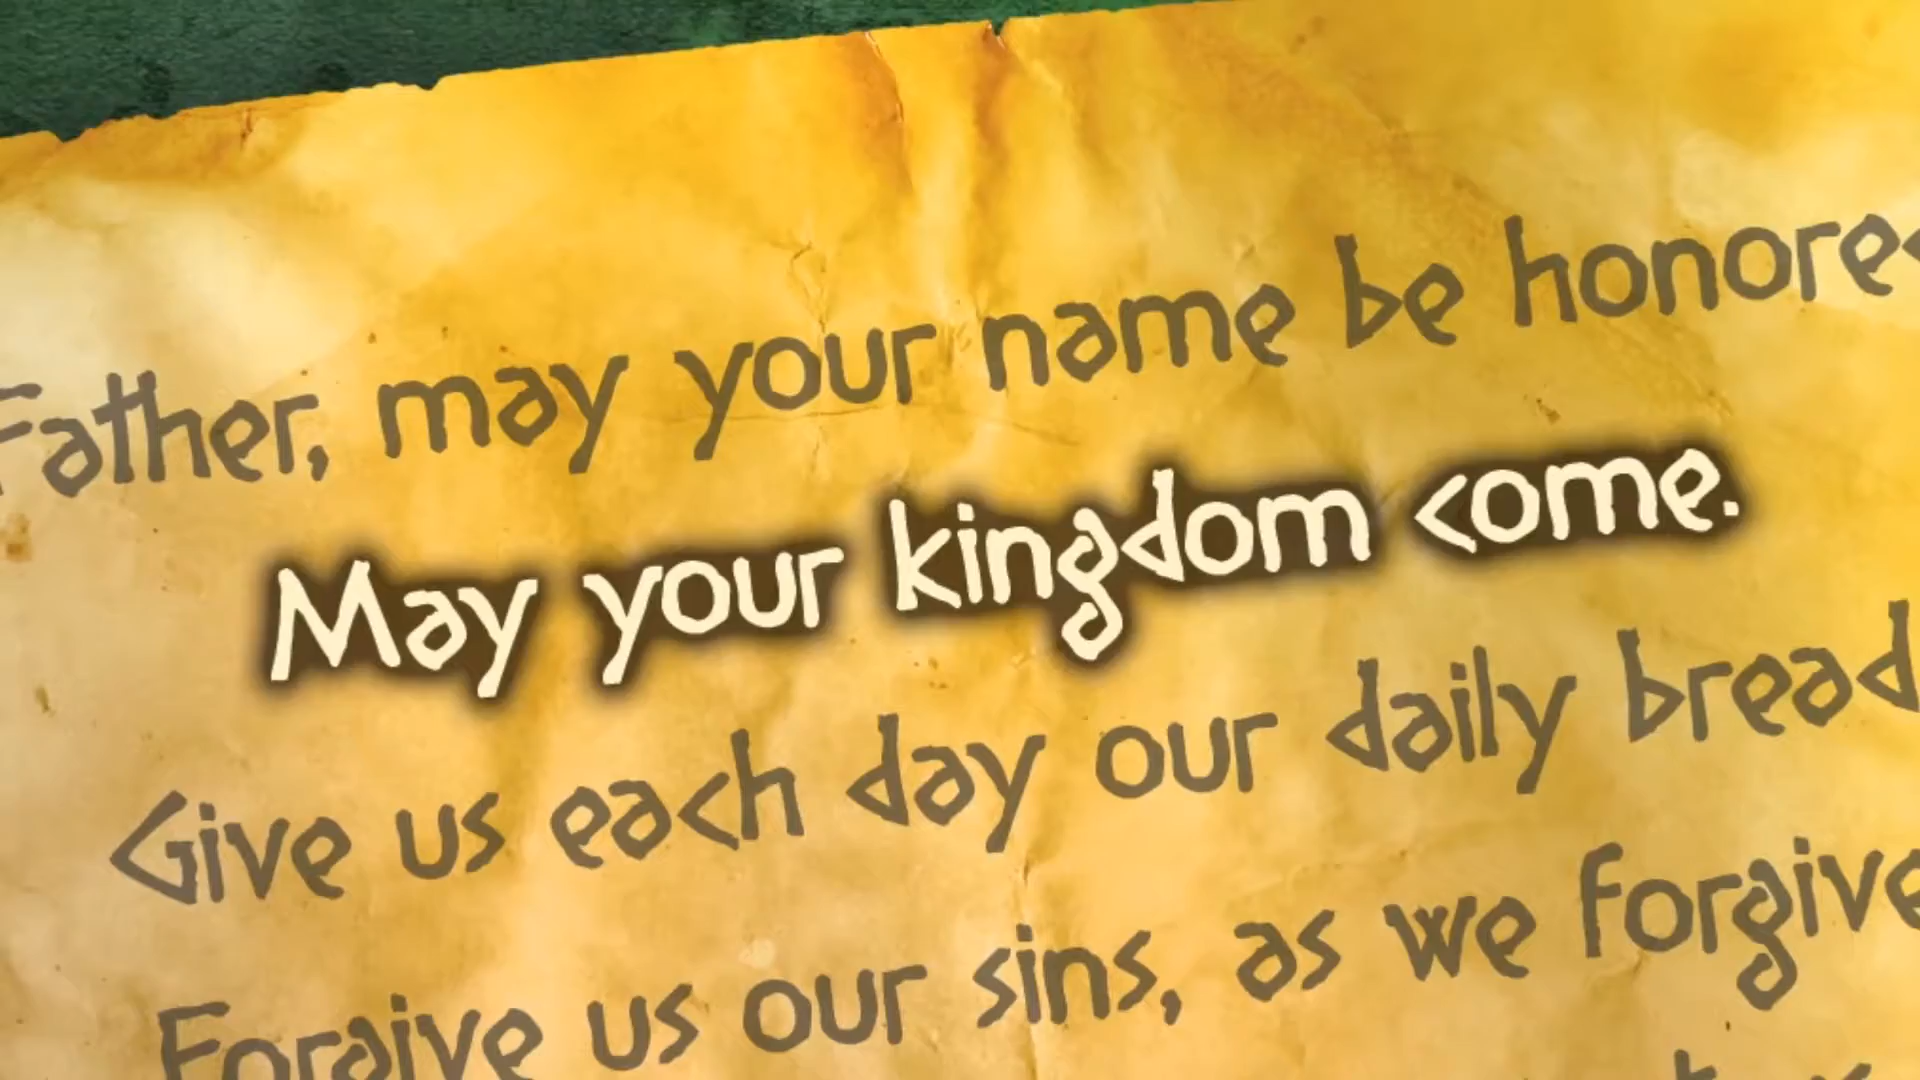 Father, may your name be honored
May your kingdom come.
Give us each day our daily bread
Forgive us our sins, as we forgive